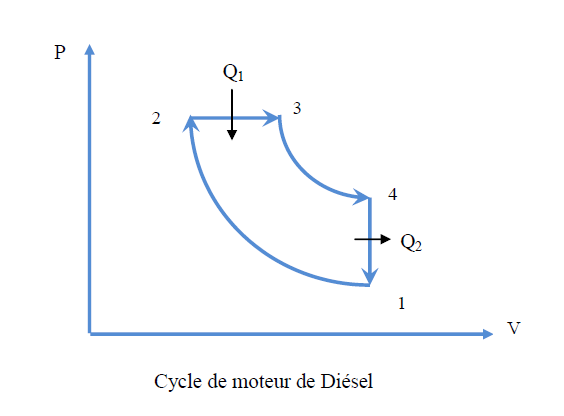 P
Q₁
2
3
4
Q₂
1
V
Cycle de moteur de Diésel